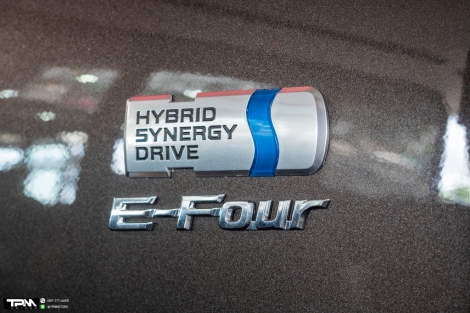 HYBRID
SYNERGY
DRIVE
E-Four
TPM